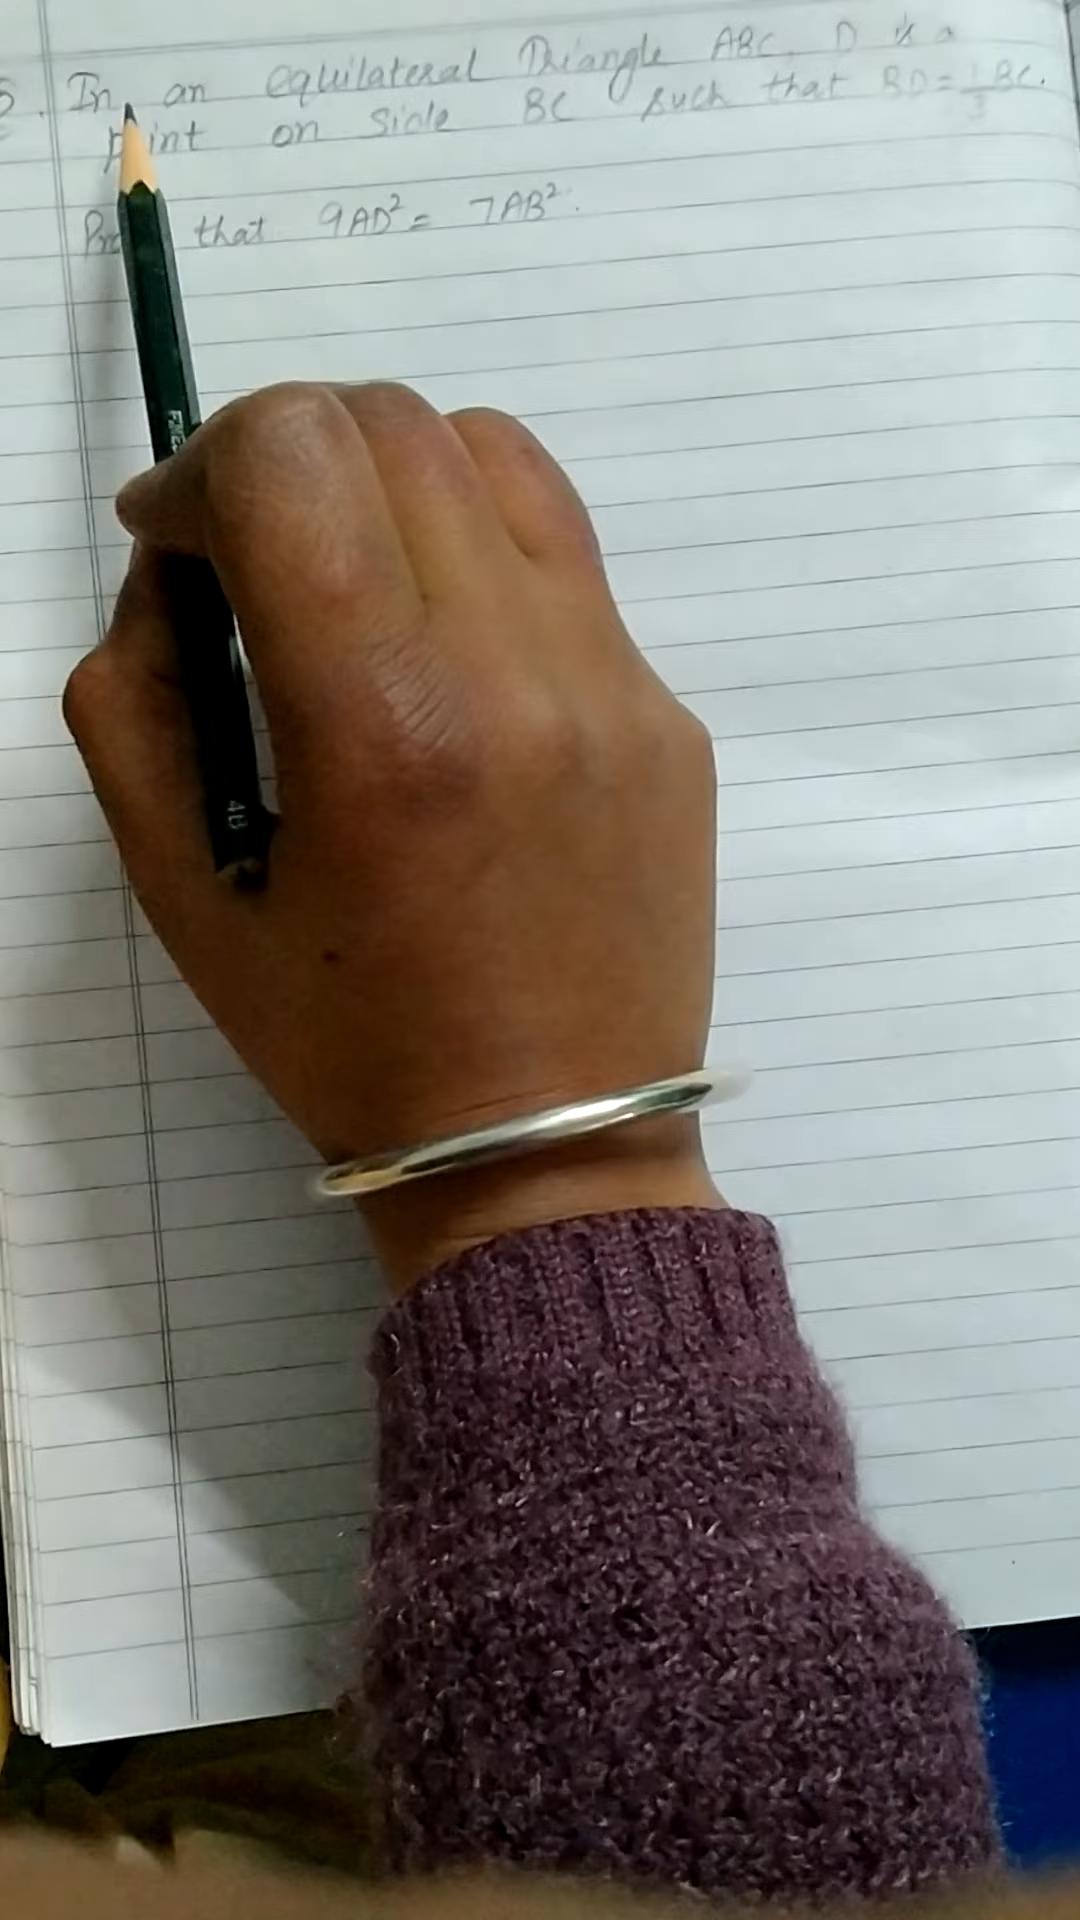 In an equilateral Triangle ABC, D is a
point on side BC such that BD = 1/3 BC.
that 9AD² = 7AB².
4B